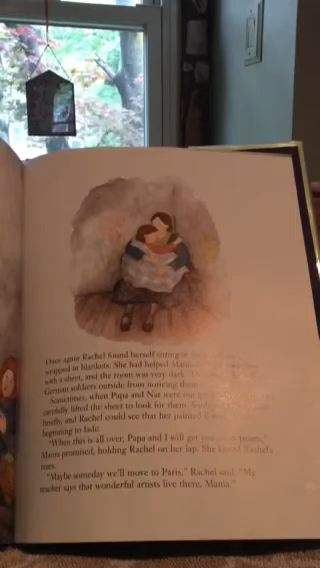 Once again Rachel found herself sitting in
wrapped in blankets. She had helped Mama
with a sheet, and the room was very dark.
German soldiers outside from noticing them.
Sometimes, when Papa and Nat were out
carefully lifted the sheet to look for them.
and Rachel could see that her painted
beginning to fade.
"When this is all over, Papa and I will get you more paints,"
Mama promised, holding Rachel on her lap. She Rachel's
tears.
"Maybe someday we'll move to Paris," Rachel said. "My
teacher says that wonderful artists live there, Mama."